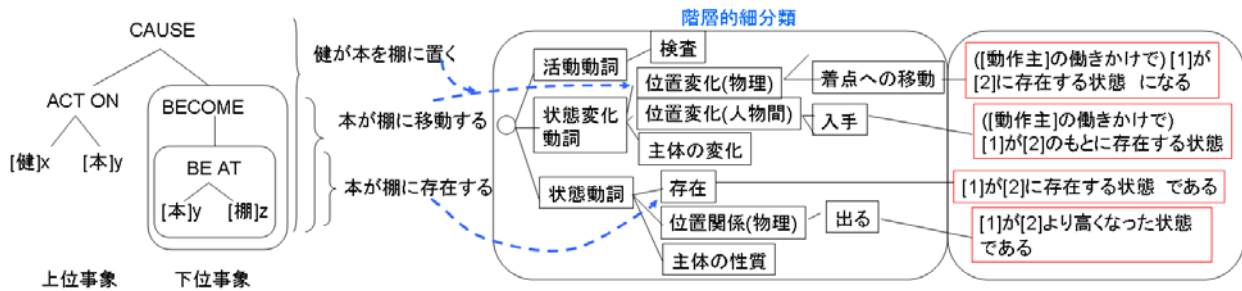 階層的細分類
CAUSE
ACT ON
BECOME
BE AT
[健]x
[本]y
[本]y
[棚]z
上位事象
下位事象
健が本を棚に置く
本が棚に移動する
本が棚に存在する
活動動詞
検査
状態変化
動詞
位置変化(物理)
着点への移動
位置変化(人物間)
入手
主体の変化
状態動詞
存在
位置関係(物理)
出る
主体の性質
([動作主]の働きかけで) [1]が
[2]に存在する状態 になる
([動作主]の働きかけで)
[1]が[2]のもとに存在する状態
[1]が[2]に存在する状態 である
[1]が[2]より高くなった状態
である